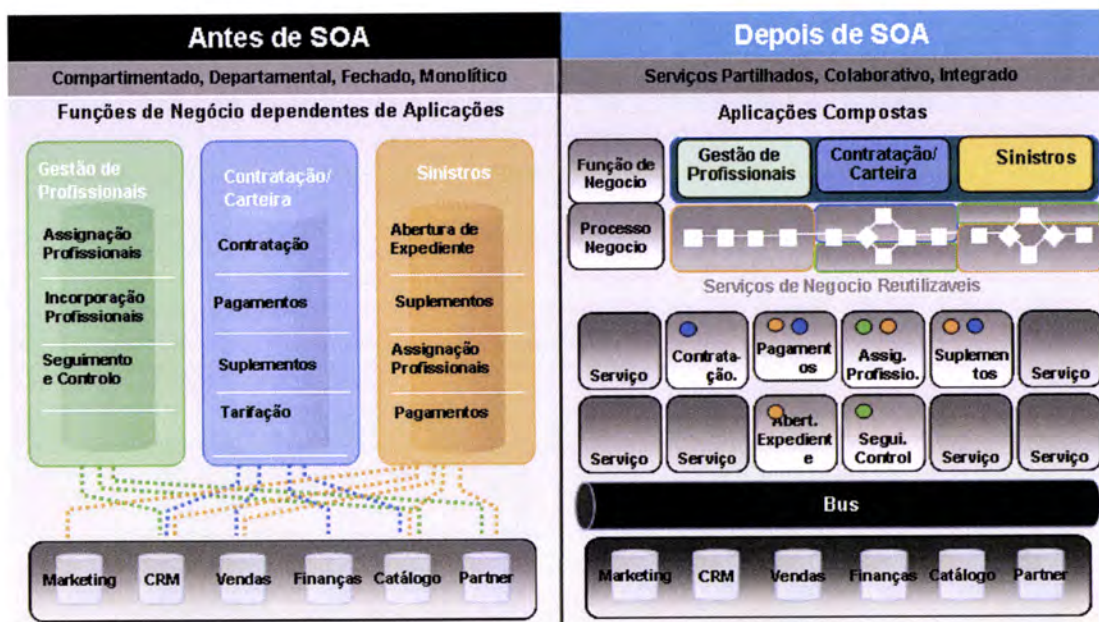 Antes de SOA
Compartimentado, Departamental, Fechado, Monolítico
Funções de Negócio dependentes de Aplicações
Gestão de
Profissionais
Assignação
Profissionais
Incorporação
Profissionais
Seguimento
e Controlo
Contratação/
Carteira
Contratação
Pagamentos
Suplementos
Tarifação
Sinistros
Abertura de
Expediente
Suplementos
Assignação
Profissionais
Pagamentos
Marketing
CRM
Vendas
Finanças
Catálogo
Partner
Depois de SOA
Serviços Partilhados, Colaborativo, Integrado
Aplicações Compostas
Função de
Negocio
Gestão de
Profissionais
Contratação/
Carteira
Sinistros
Processo
Negocio
Serviços de Negocio Reutilizaveis
Serviço
Contrata-
ção.
Pagament
os
Assig.
Profissio.
Suplemen
tos
Serviço
Serviço
Serviço
Abert.
Expedient
e
Segui.
Control
Serviço
Serviço
Bus
Marketing
CRM
Vendas
Finanças
Catálogo
Partner